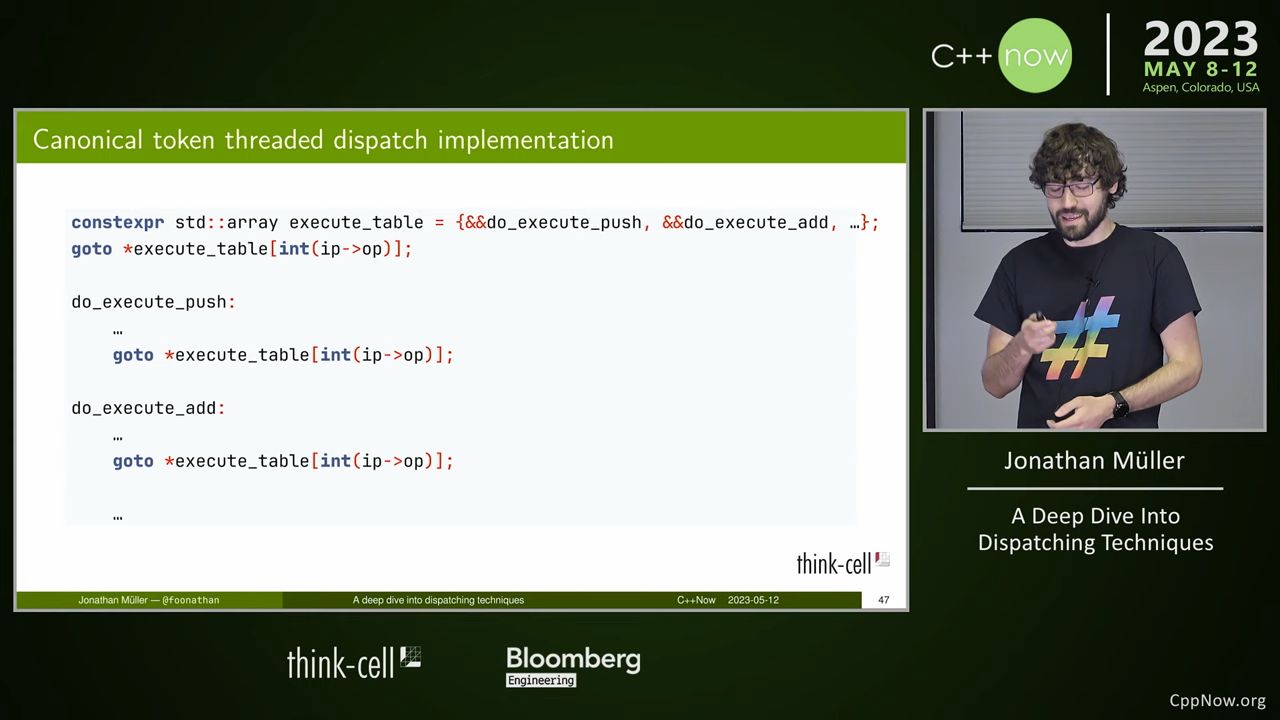 C++ now
2023
MAY 8-12
Aspen, Colorado, USA
Canonical token threaded dispatch implementation
constexpr std::array execute_table = {&&do_execute_push, &&do_execute_add, …};
goto *execute_table[int(ip->op)];
do_execute_push:
…
goto *execute_table[int(ip->op)];
do_execute_add:
…
goto *execute_table[int(ip->op)];
…
think-cell
Jonathan Müller — @foonathan
A deep dive into dispatching techniques
C++Now 2023-05-12
47
#
Jonathan Müller
A Deep Dive Into
Dispatching Techniques
think-cell
Bloomberg
Engineering
CppNow.org